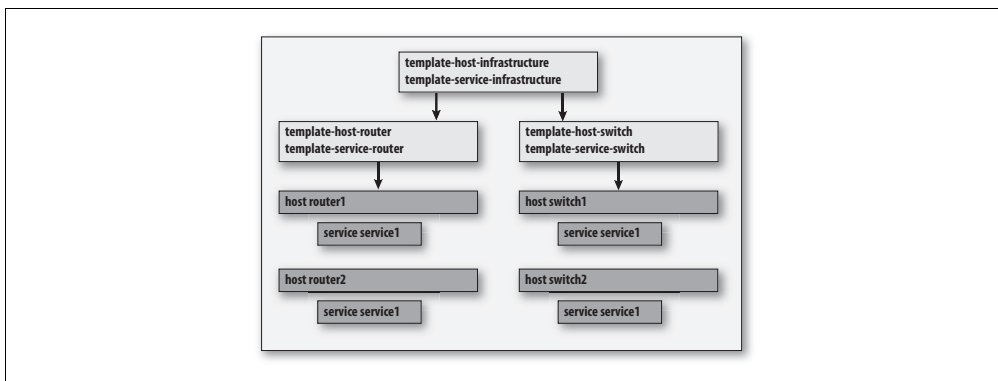 template-host-infrastructure
template-service-infrastructure
template-host-router
template-service-router
template-host-switch
template-service-switch
host router1
host switch1
service service1
service service1
host router2
host switch2
service service1
service service1